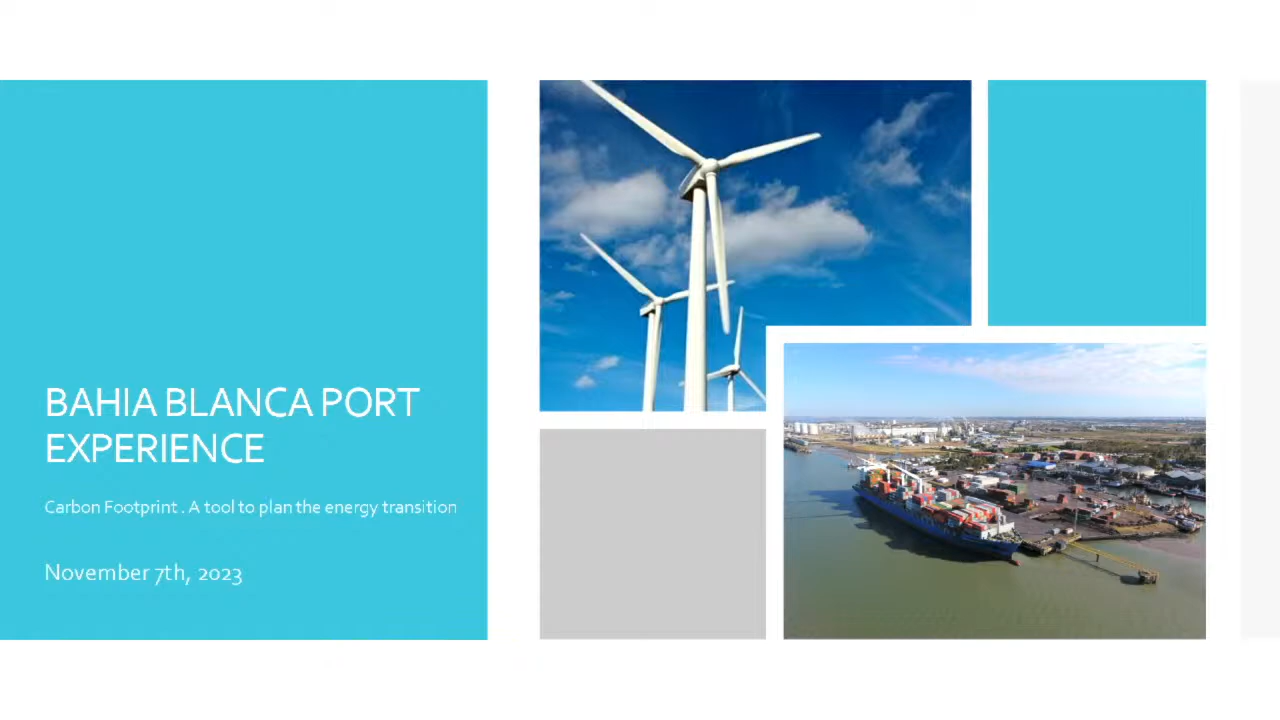 BAHIA BLANCA PORT
EXPERIENCE
Carbon Footprint . A tool to plan the energy transition
November 7th, 2023